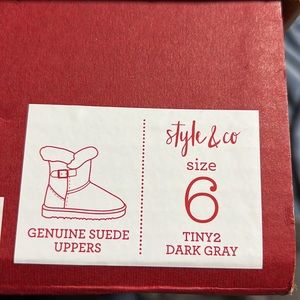 GENUINE SUEDE
UPPERS
style & co
size
6
TINY2
DARK GRAY